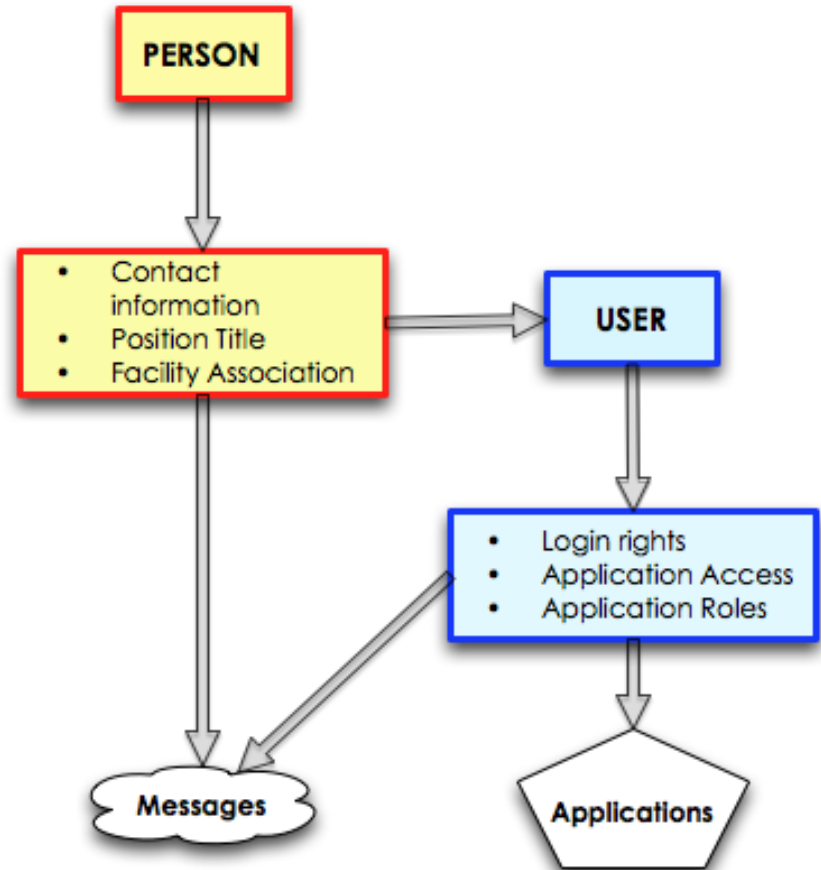 PERSON
• Contact
information
• Position Title
• Facility Association
USER
• Login rights
• Application Access
• Application Roles
Messages
Applications